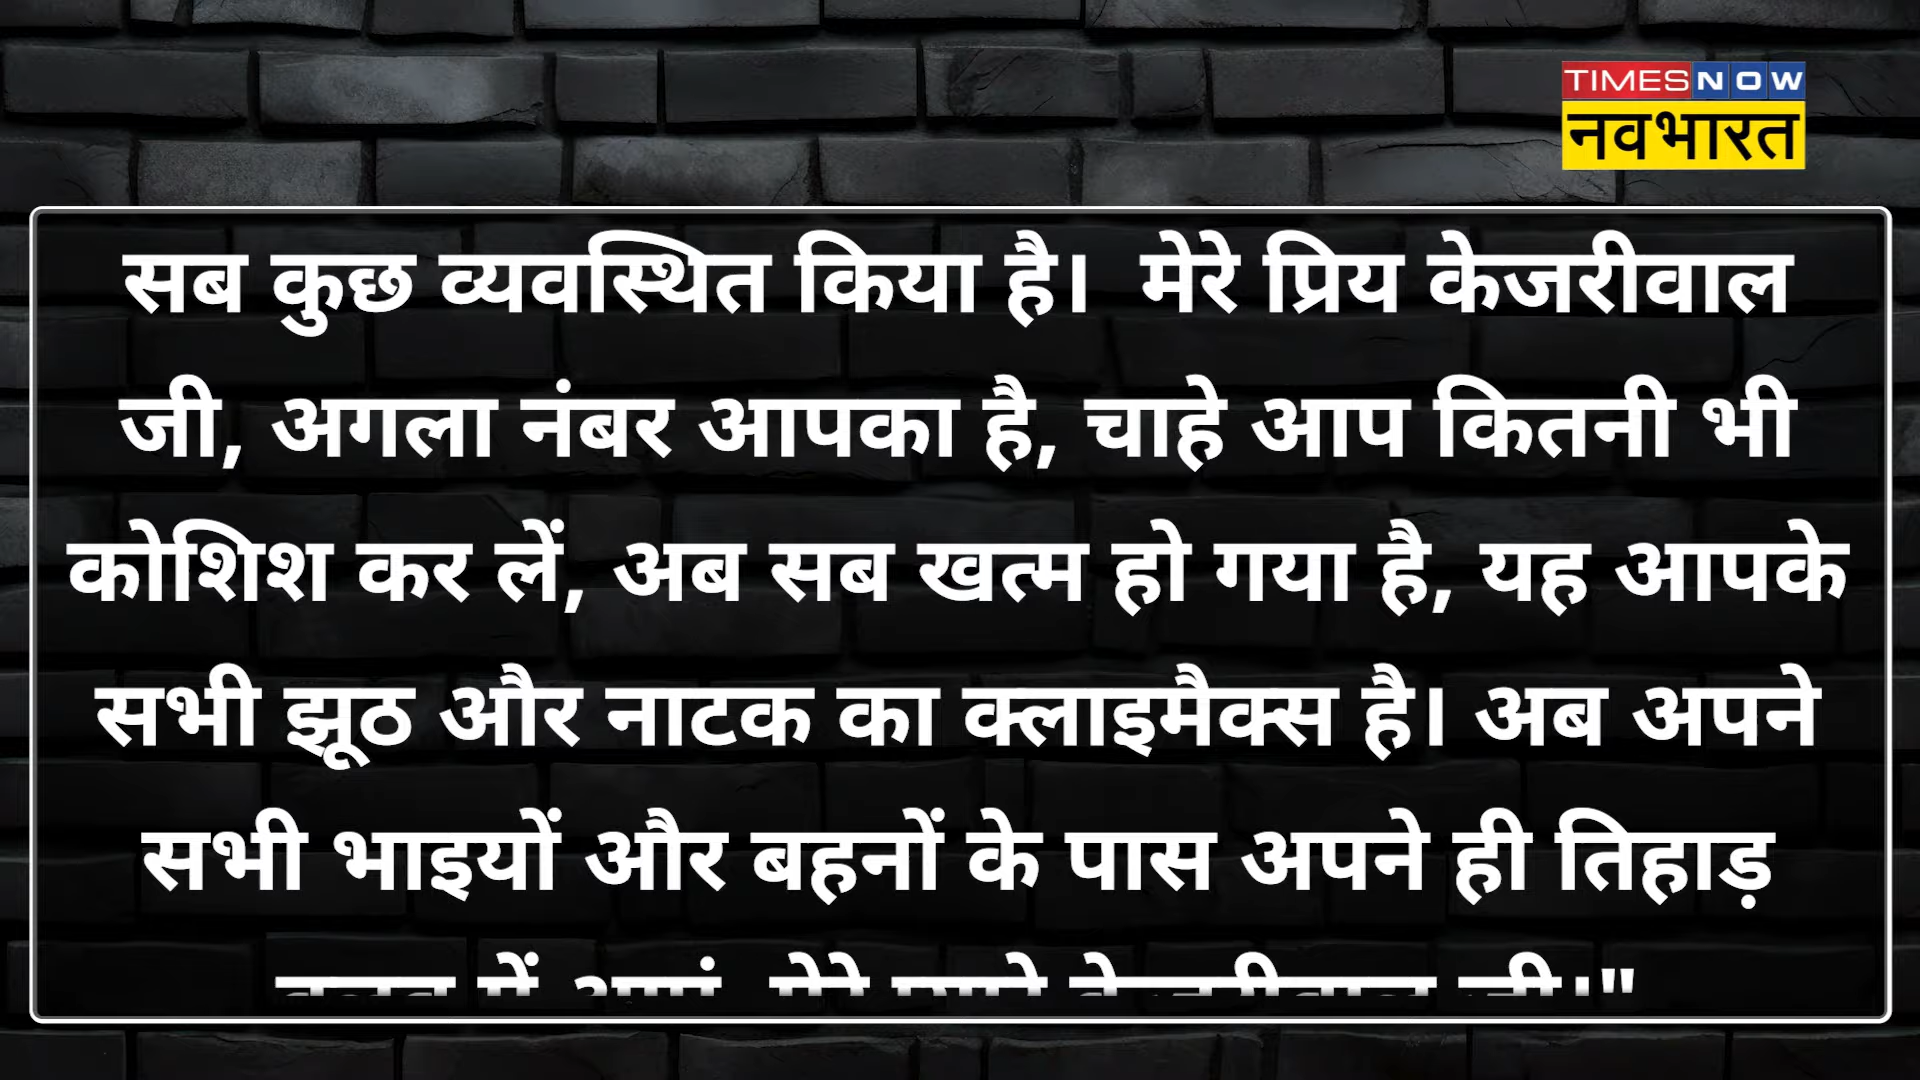 TIMES NOW
नवभारत
सब कुछ व्यवस्थित किया है। मेरे प्रिय केजरीवाल
जी, अगला नंबर आपका है, चाहे आप कितनी भी
कोशिश कर लें, अब सब खत्म हो गया है, यह आपके
सभी झूठ और नाटक का क्लाइमैक्स है। अब अपने
सभी भाइयों और बहनों के पास अपने ही तिहाड़
में केजरीवाल जी।"